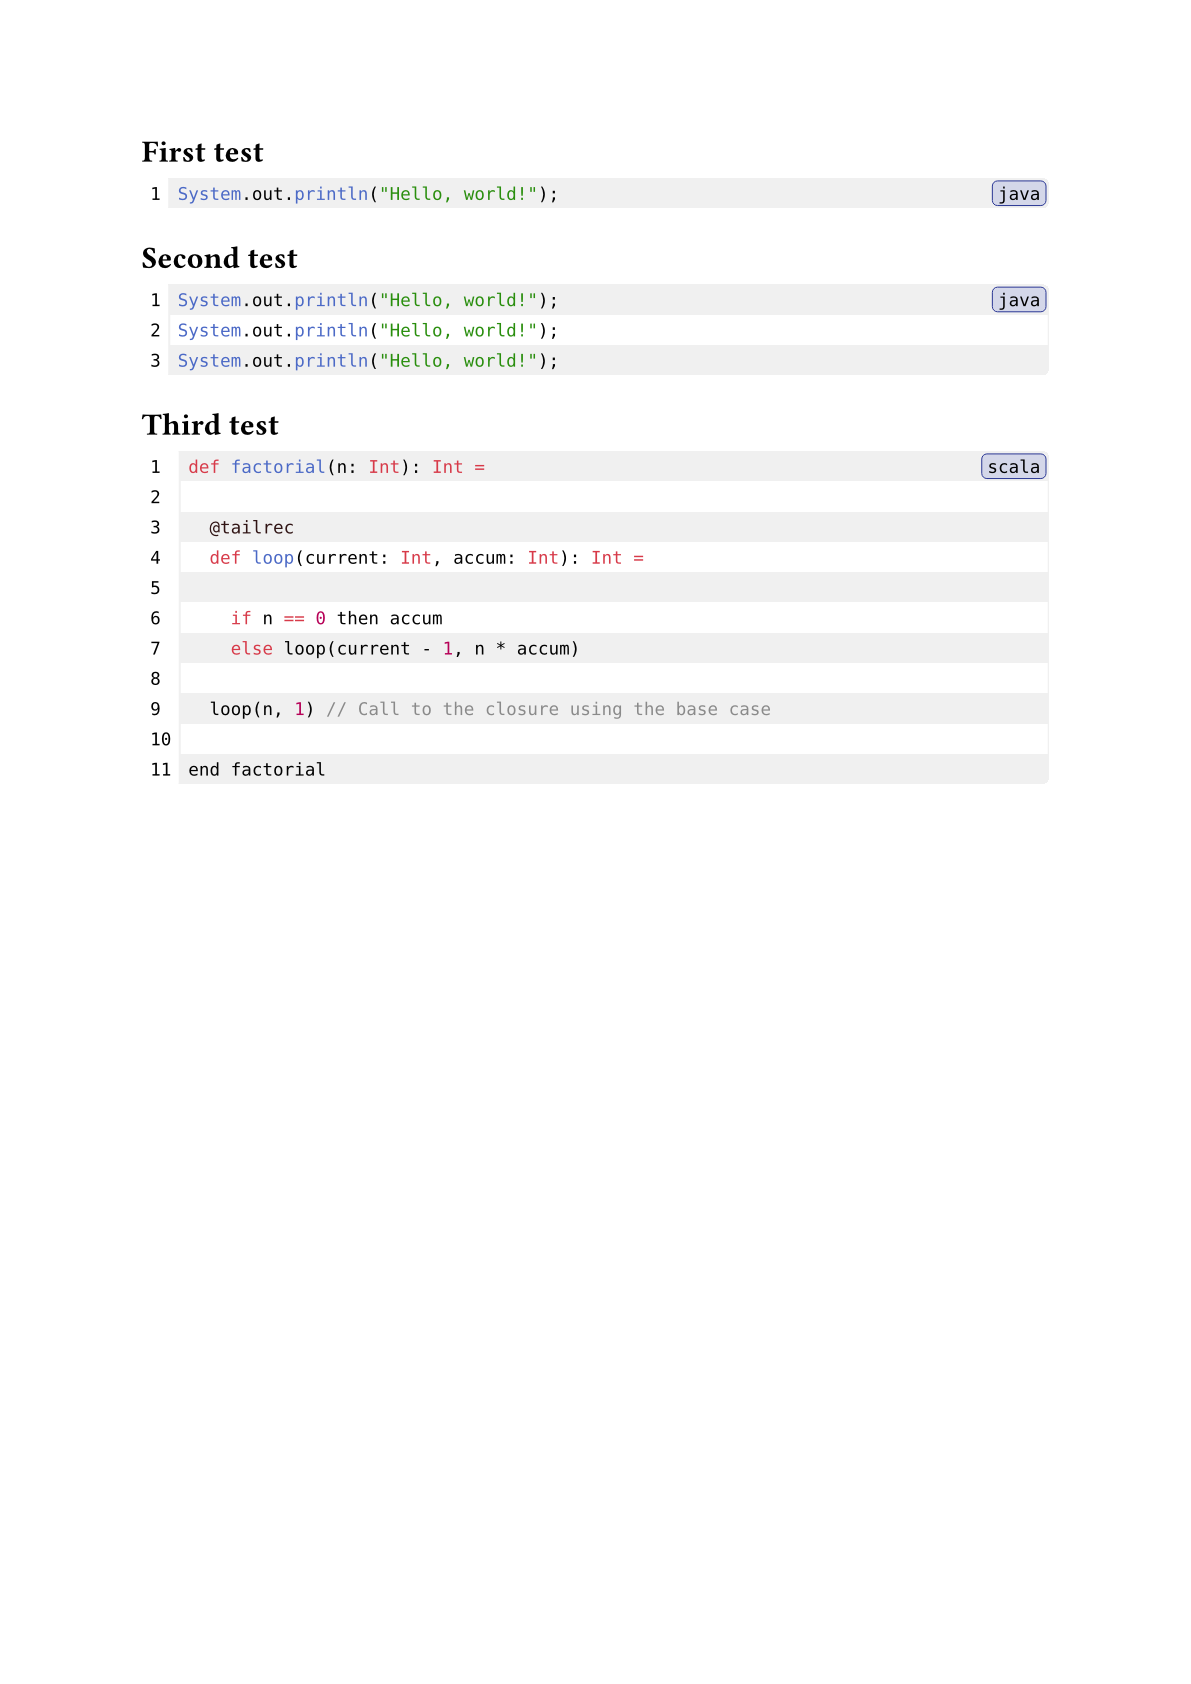 First test
1 System.out.println("Hello, world!"); java
Second test
1 System.out.println("Hello, world!"); java
2 System.out.println("Hello, world!");
3 System.out.println("Hello, world!");
Third test
1 def factorial(n: Int): Int = scala
2
3   @tailrec
4   def loop(current: Int, accum: Int): Int =
5
6     if n == 0 then accum
7     else loop(current - 1, n * accum)
8
9   loop(n, 1) // Call to the closure using the base case
10
11 end factorial